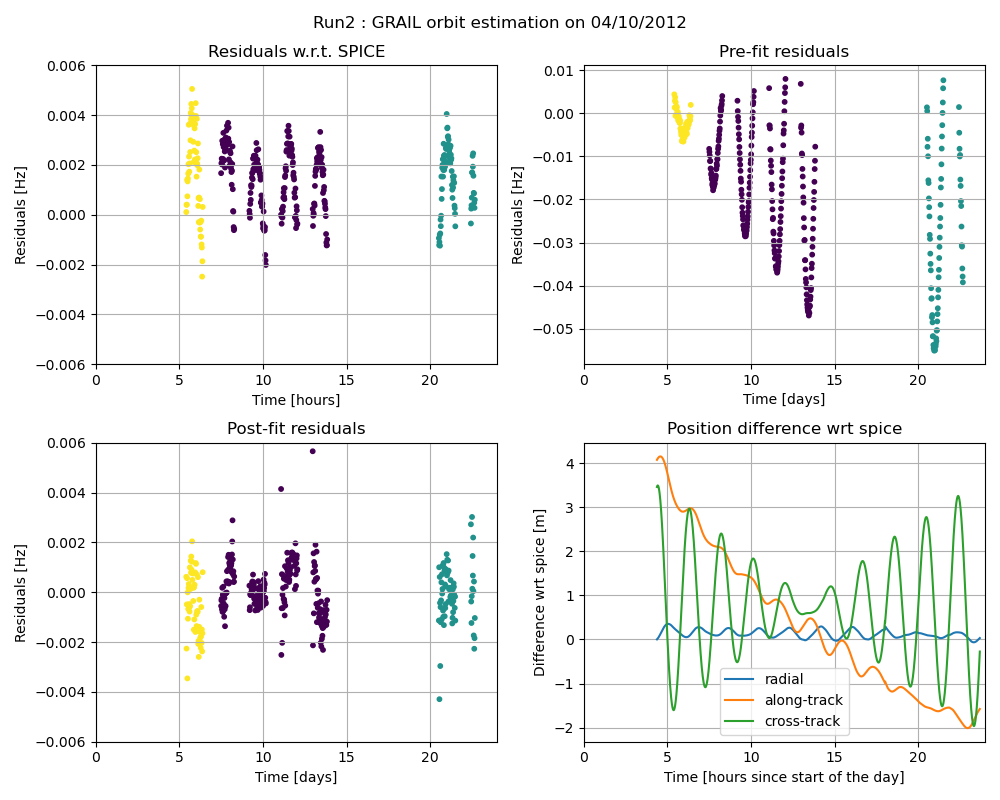 Run2 : GRAIL orbit estimation on 04/10/2012
Residuals w.r.t. SPICE
Residuals [Hz]
0.006
0.004
0.002
0.000
−0.002
−0.004
−0.006
0 5 10 15 20
Time [hours]
Pre-fit residuals
Residuals [Hz]
0.01
0.00
−0.01
−0.02
−0.03
−0.04
−0.05
0 5 10 15 20
Time [days]
Post-fit residuals
Residuals [Hz]
0.006
0.004
0.002
0.000
−0.002
−0.004
−0.006
0 5 10 15 20
Time [days]
Position difference wrt spice
Difference wrt spice [m]
4
3
2
1
0
−1
−2
radial
along-track
cross-track
0 5 10 15 20
Time [hours since start of the day]